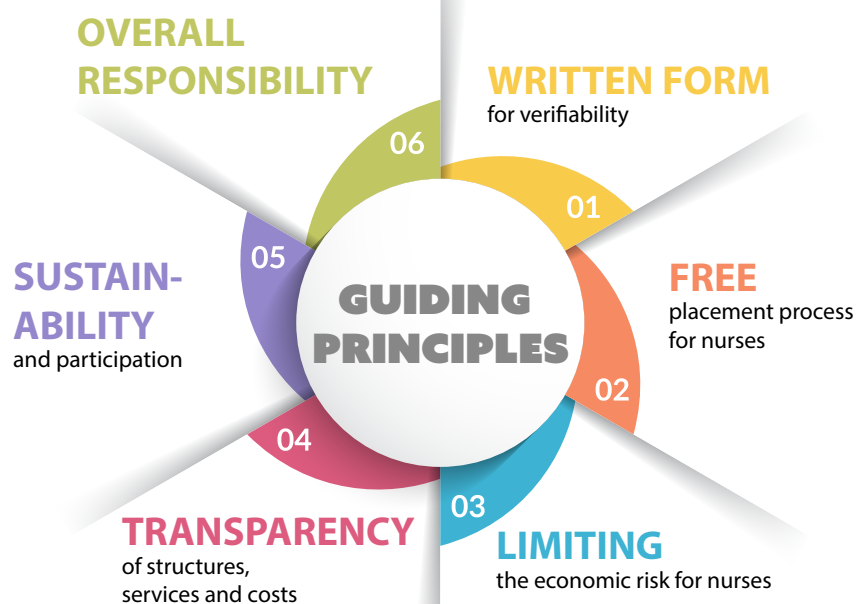 GUIDING
PRINCIPLES
01
WRITTEN FORM
for verifiability
02
FREE
placement process
for nurses
03
LIMITING
the economic risk for nurses
04
TRANSPARENCY
of structures,
services and costs
05
SUSTAIN-
ABILITY
and participation
06
OVERALL
RESPONSIBILITY